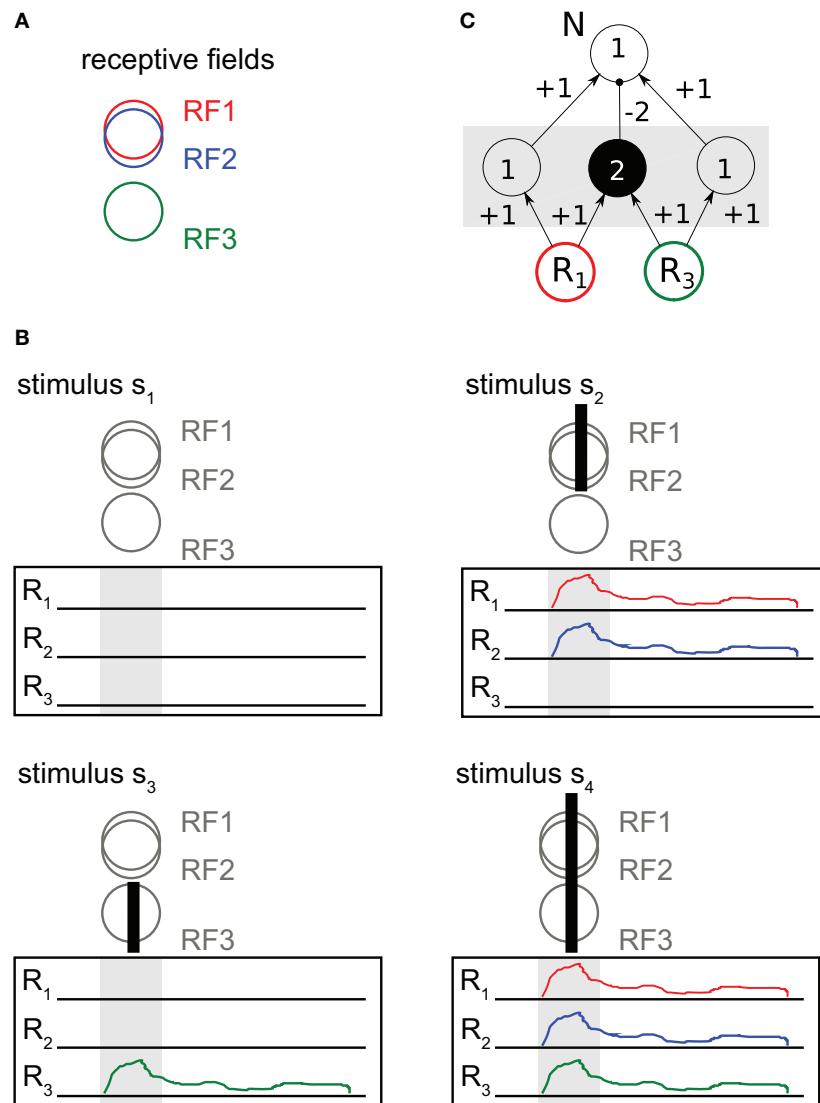 A
receptive fields
RF1
RF2
RF3
C
N
1
+1
+1
-2
1
2
1
+1
+1
+1
+1
R1
R3
B
stimulus s1
RF1
RF2
RF3
R1
R2
R3
stimulus s2
RF1
RF2
RF3
R1
R2
R3
stimulus s3
RF1
RF2
RF3
R1
R2
R3
stimulus s4
RF1
RF2
RF3
R1
R2
R3